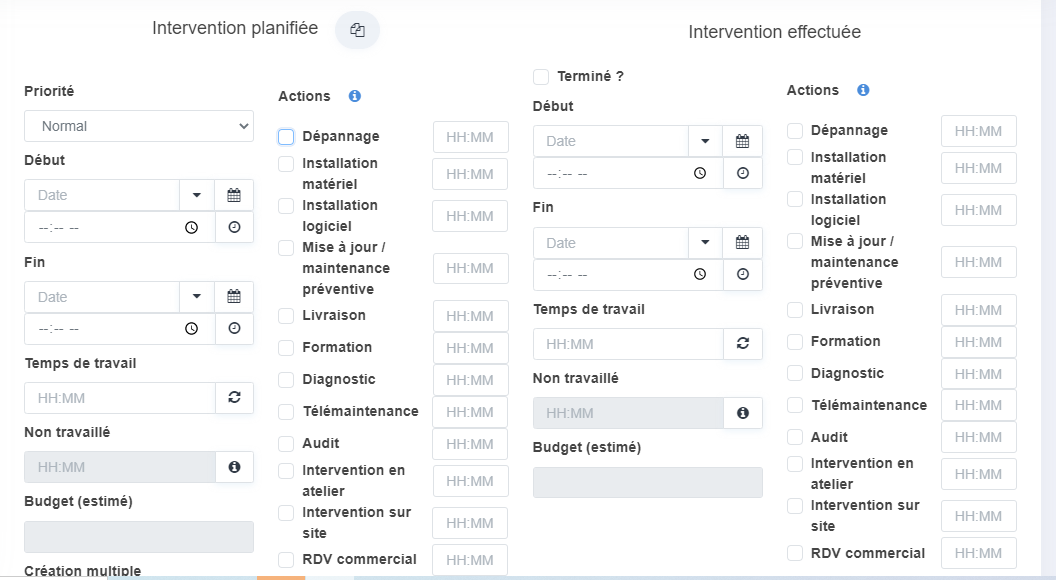 Intervention planifiée
Priorité
Normal
Début
Date
--:-- --
Fin
Date
--:-- --
Temps de travail
HH:MM
Non travaillé
HH:MM
Budget (estimé)
Création multiple
Actions
Dépannage
HH:MM
Installation
matériel
HH:MM
Installation
logiciel
HH:MM
Mise à jour /
maintenance
préventive
HH:MM
Livraison
HH:MM
Formation
HH:MM
Diagnostic
HH:MM
Télémaintenance
HH:MM
Audit
HH:MM
Intervention en
atelier
HH:MM
Intervention sur
site
HH:MM
RDV commercial
HH:MM
Intervention effectuée
Terminé ?
Début
Date
--:-- --
Fin
Date
--:-- --
Temps de travail
HH:MM
Non travaillé
HH:MM
Budget (estimé)
Actions
Dépannage
HH:MM
Installation
matériel
HH:MM
Installation
logiciel
HH:MM
Mise à jour /
maintenance
préventive
HH:MM
Livraison
HH:MM
Formation
HH:MM
Diagnostic
HH:MM
Télémaintenance
HH:MM
Audit
HH:MM
Intervention en
atelier
HH:MM
Intervention sur
site
HH:MM
RDV commercial
HH:MM